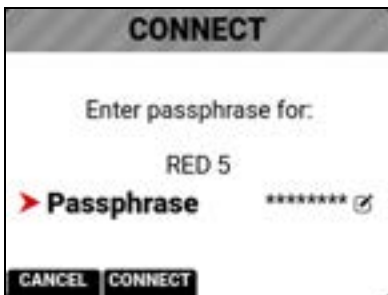 CONNECT
Enter passphrase for:
RED 5
Passphrase ********
CANCEL CONNECT